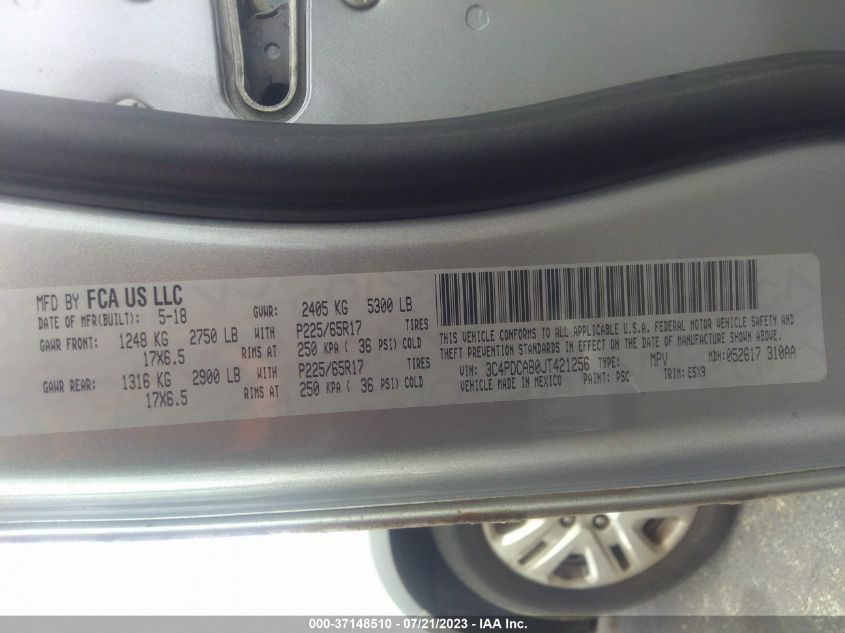 MFD BY FCA US LLC
DATE OF MFR(BUILT): 5-18 GVWR: 2405 KG 5300 LB
GAWR FRONT: 1248 KG 2750 LB WITH P225/65R17 TIRES
17X6.5 RIMS AT 250 KPA ( 36 PSI) COLD
GAWR REAR: 1316 KG 2900 LB WITH P225/65R17 TIRES
17X6.5 RIMS AT 250 KPA ( 36 PSI) COLD
THIS VEHICLE CONFORMS TO ALL APPLICABLE U.S.A. FEDERAL MOTOR VEHICLE SAFETY AND
THEFT PREVENTION STANDARDS IN EFFECT ON THE DATE OF MANUFACTURE SHOWN ABOVE.
VIN: 3C4PDCAB0JT421256 TYPE: MPV MDH:052617 310AA
VEHICLE MADE IN MEXICO PAINT: PSC TRIM: E5X9
000-37148510 - 07/21/2023 - IAA Inc.